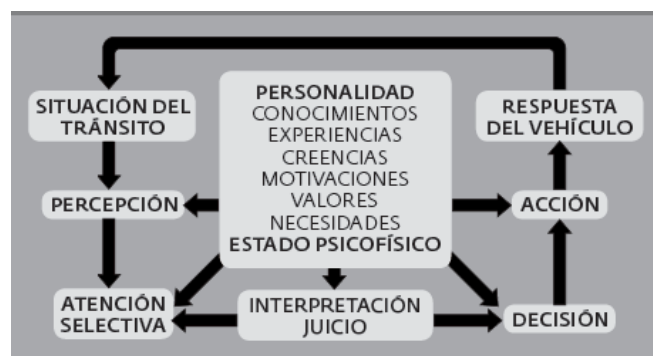 SITUACIÓN DEL
TRÁNSITO
PERCEPCIÓN
ATENCIÓN
SELECTIVA
PERSONALIDAD
CONOCIMIENTOS
EXPERIENCIAS
CREENCIAS
MOTIVACIONES
VALORES
NECESIDADES
ESTADO PSICOFÍSICO
INTERPRETACIÓN
JUICIO
RESPUESTA
DEL VEHÍCULO
ACCIÓN
DECISIÓN